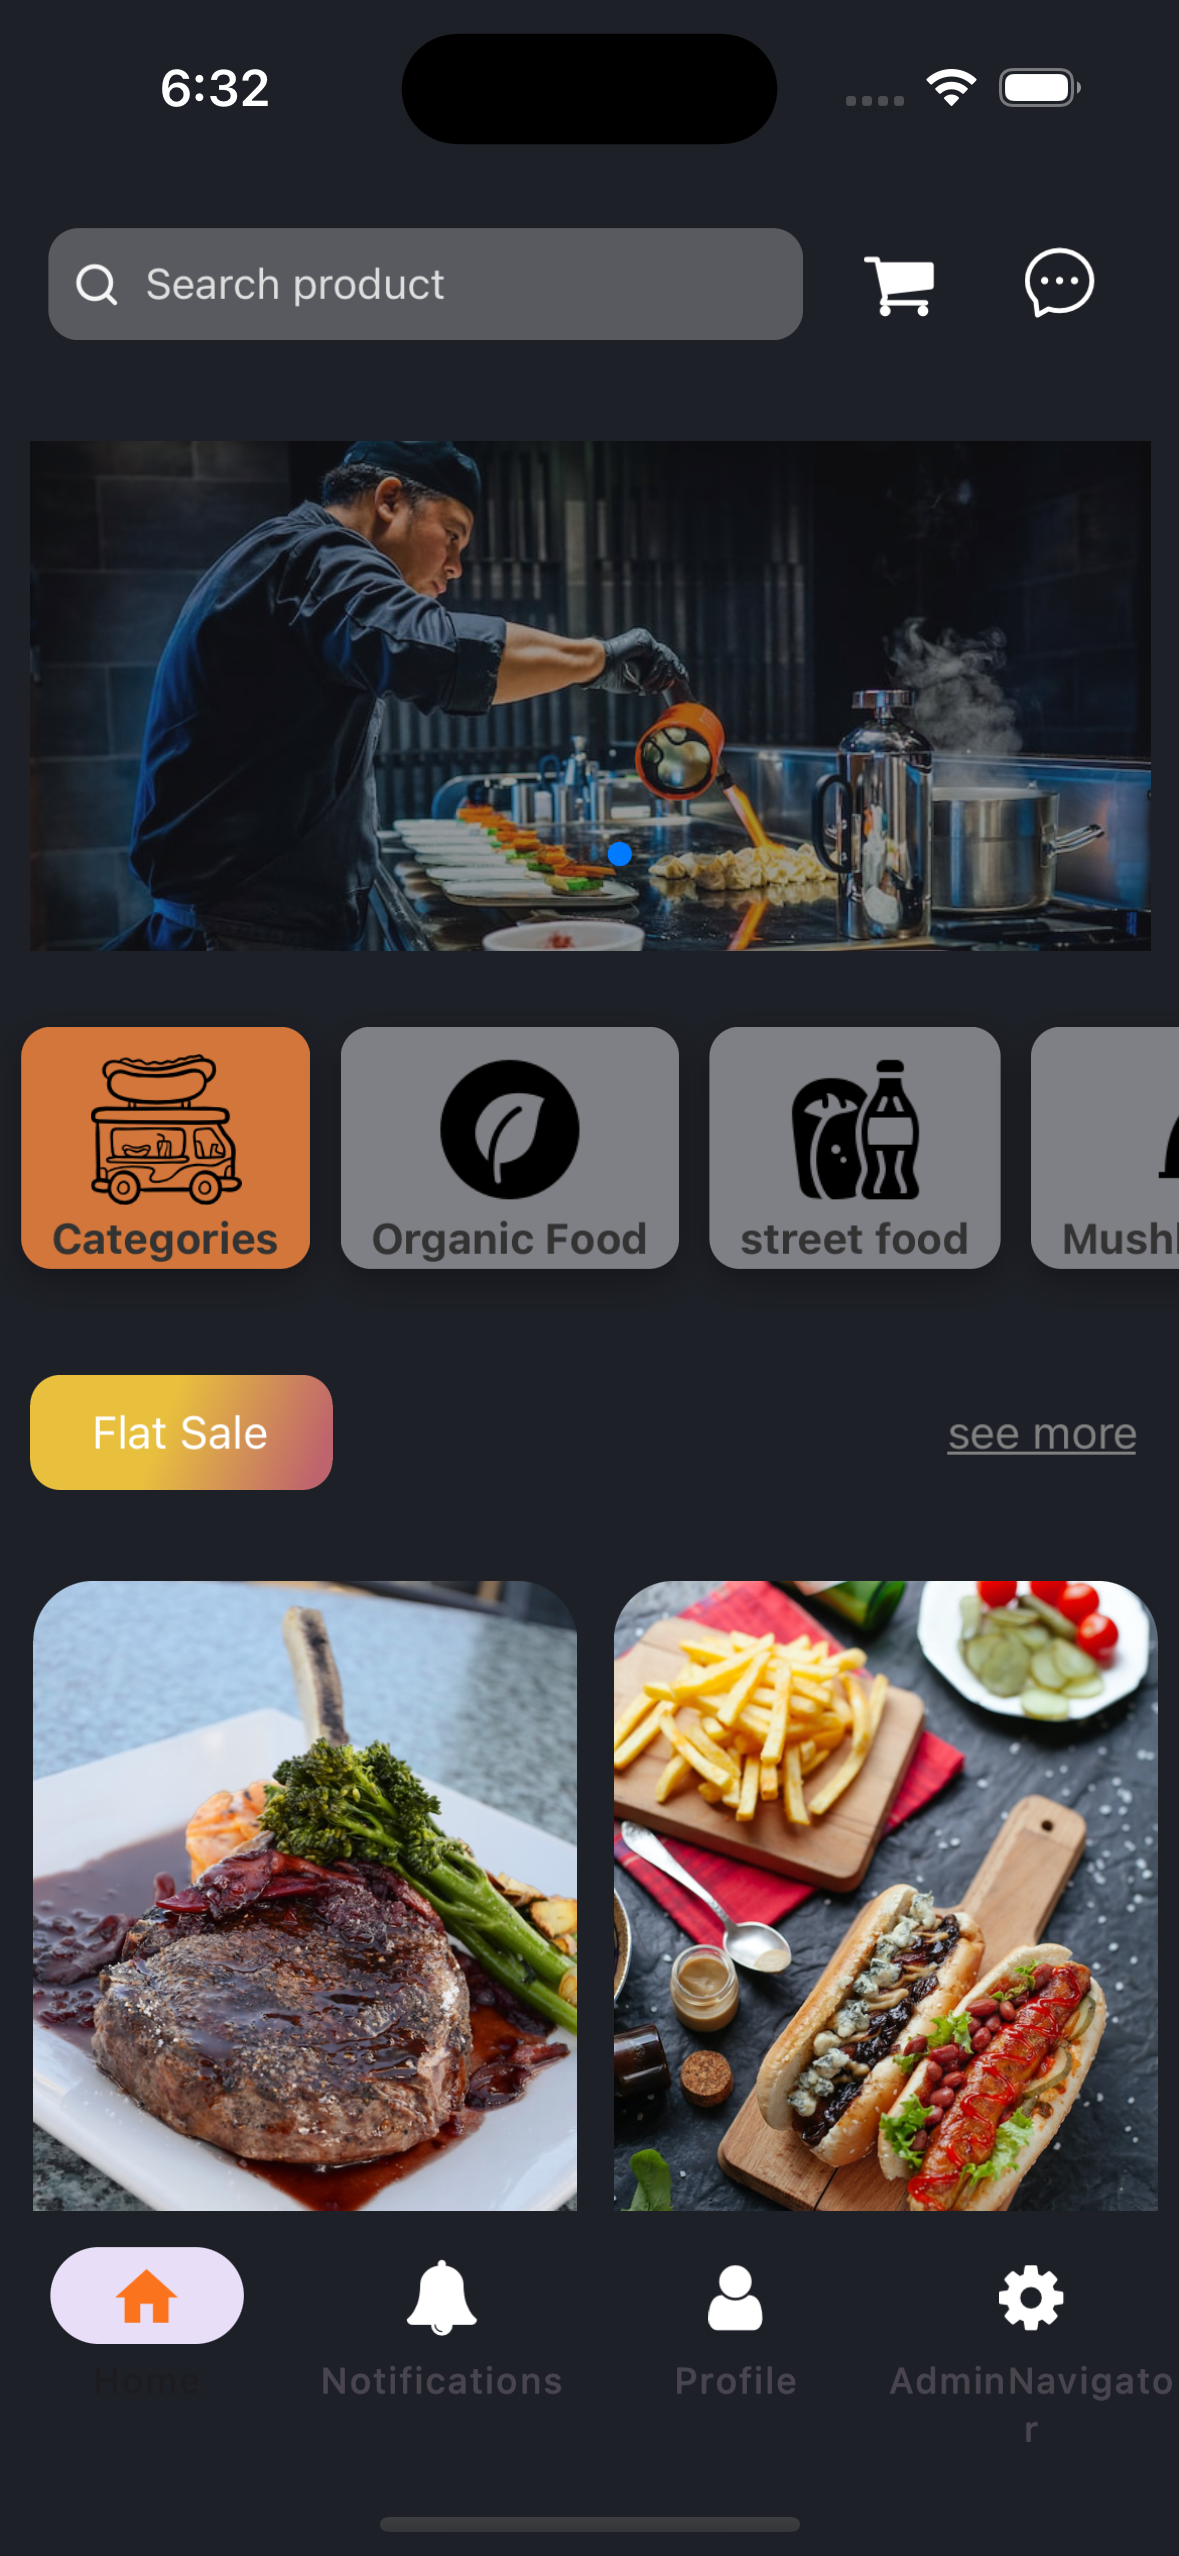 6:32
Search product
Categories
Organic Food
street food
Mush
Flat Sale
see more
Home
Notifications
Profile
AdminNavigato
r